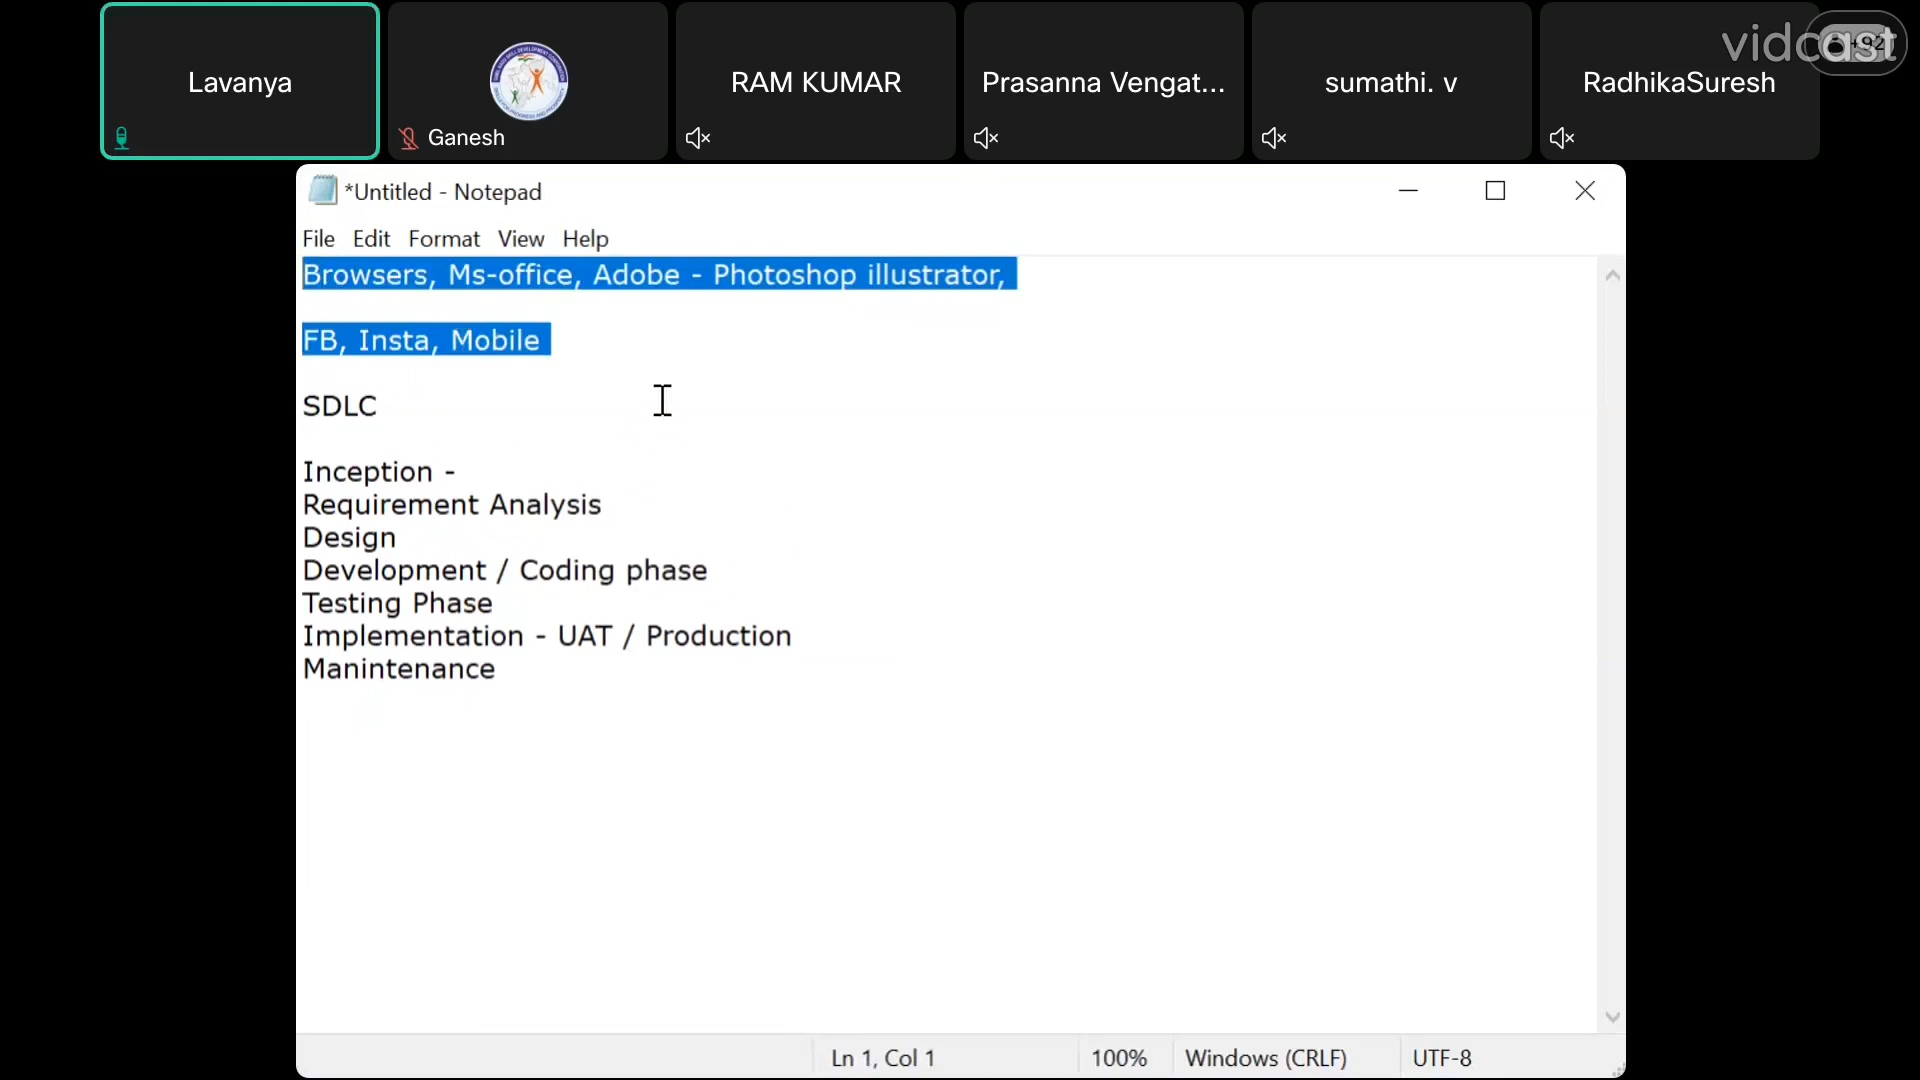 Lavanya
Ganesh
RAM KUMAR
Prasanna Vengat...
sumathi. v
RadhikaSuresh
vidcast
+92
*Untitled - Notepad
File Edit Format View Help
Browsers, Ms-office, Adobe - Photoshop illustrator,
FB, Insta, Mobile
SDLC
Inception -
Requirement Analysis
Design
Development / Coding phase
Testing Phase
Implementation - UAT / Production
Manintenance
Ln 1, Col 1
100%
Windows (CRLF)
UTF-8